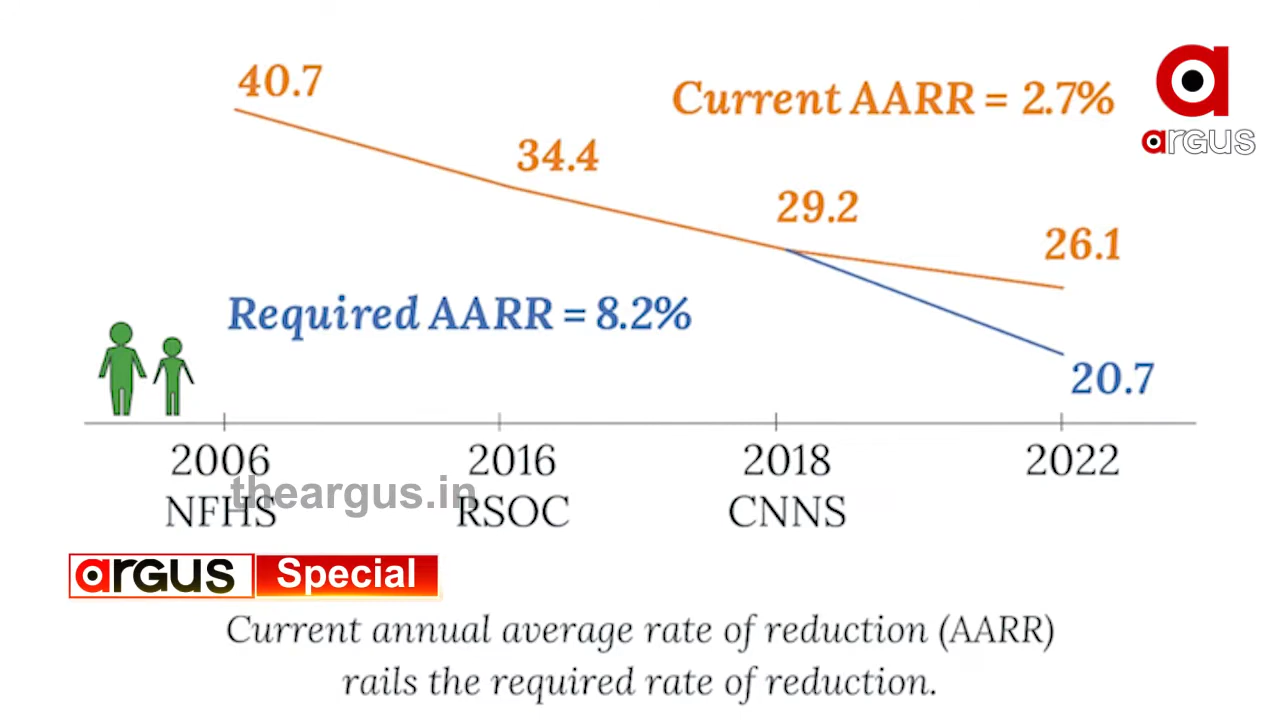 40.7
Current AARR = 2.7%
argus
34.4
29.2
26.1
Required AARR = 8.2%
20.7
2006 2016 2018 2022
theargus.in
NFHS RSOC CNNS
argus Special
Current annual average rate of reduction (AARR)
rails the required rate of reduction.